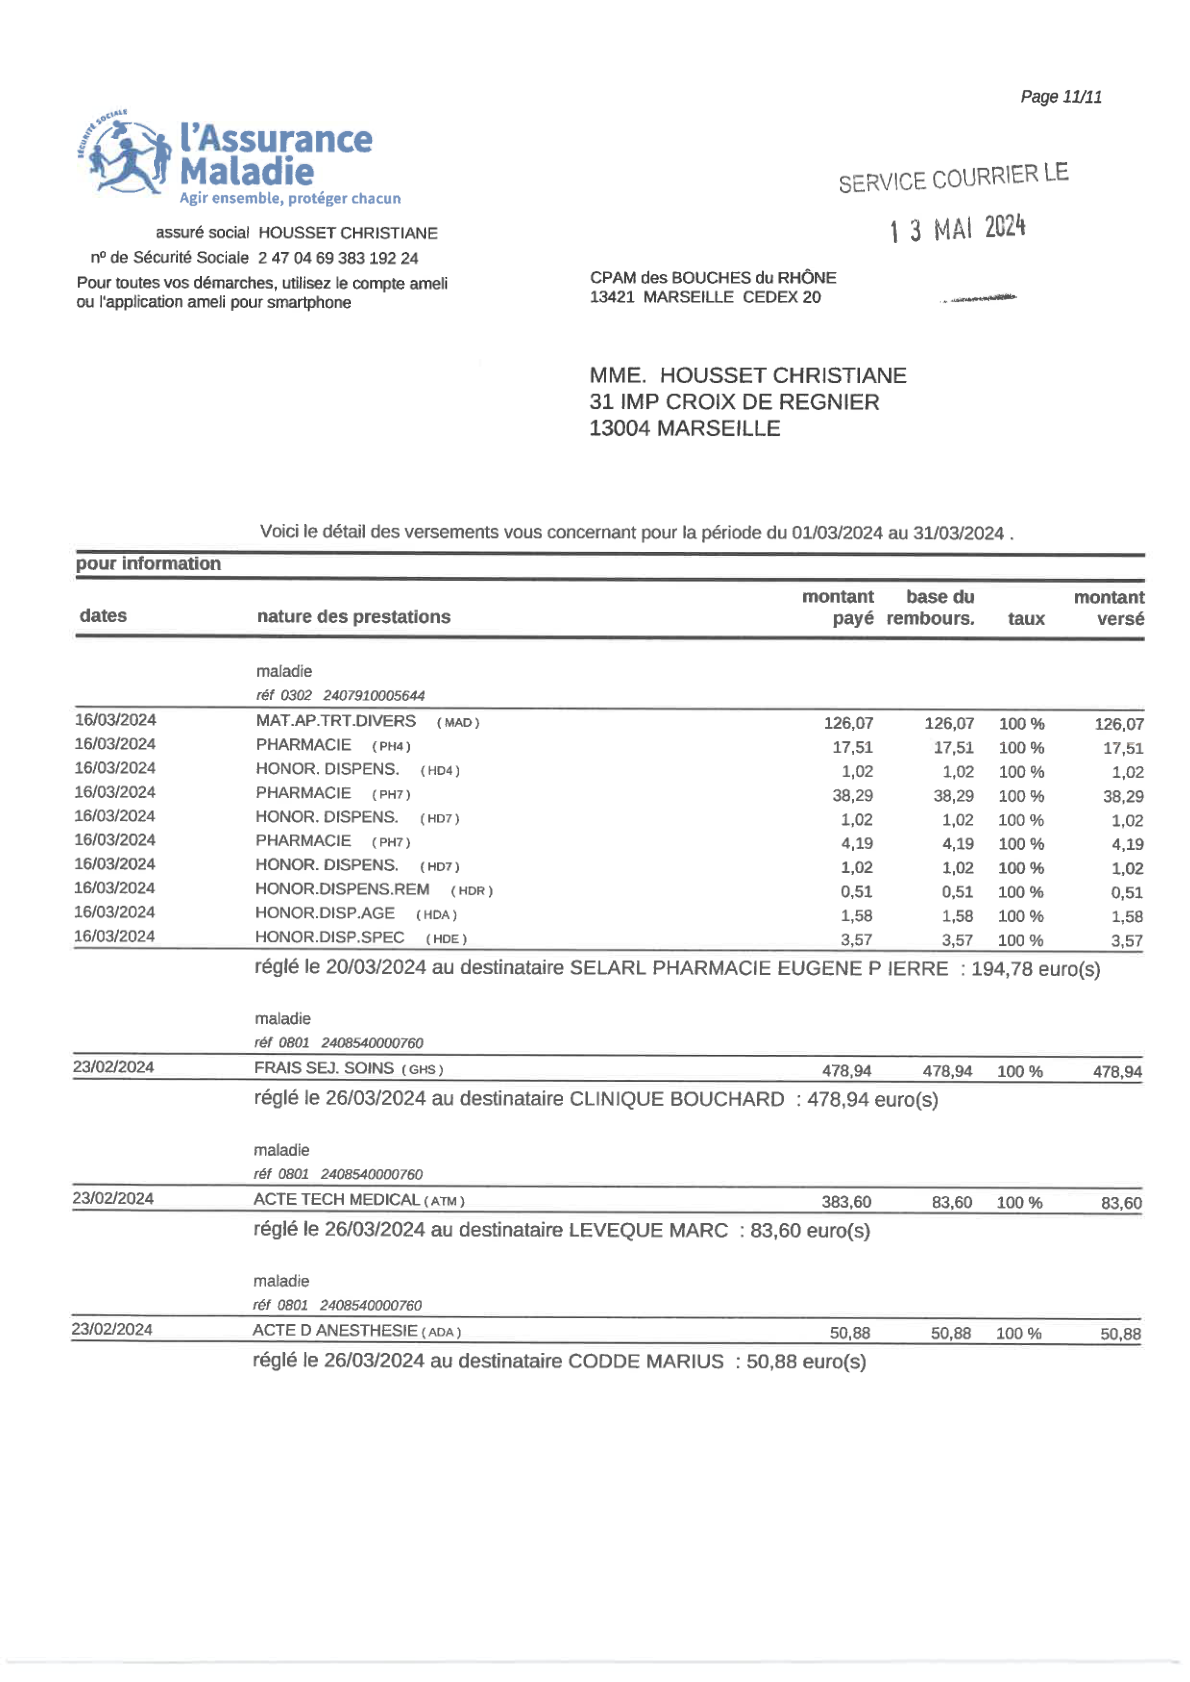 Page 11/11
SÉCURITÉ SOCIALE
l'Assurance
Maladie
Agir ensemble, protéger chacun
SERVICE COURRIER LE
13 MAI 2024
assuré social HOUSSET CHRISTIANE
nº de Sécurité Sociale 2 47 04 69 383 192 24
Pour toutes vos démarches, utilisez le compte ameli
ou l'application ameli pour smartphone
CPAM des BOUCHES du RHÔNE
13421 MARSEILLE CEDEX 20
MME. HOUSSET CHRISTIANE
31 IMP CROIX DE REGNIER
13004 MARSEILLE
Voici le détail des versements vous concernant pour la période du 01/03/2024 au 31/03/2024 .
pour information
dates nature des prestations montant payé base du rembours. taux montant versé
maladie
réf 0302 2407910005644
16/03/2024 MAT.AP.TRT.DIVERS (MAD) 126,07 126,07 100 % 126,07
16/03/2024 PHARMACIE (PH4) 17,51 17,51 100 % 17,51
16/03/2024 HONOR. DISPENS. (HD4) 1,02 1,02 100 % 1,02
16/03/2024 PHARMACIE (PH7) 38,29 38,29 100 % 38,29
16/03/2024 HONOR. DISPENS. (HD7) 1,02 1,02 100 % 1,02
16/03/2024 PHARMACIE (PH7) 4,19 4,19 100 % 4,19
16/03/2024 HONOR. DISPENS. (HD7) 1,02 1,02 100 % 1,02
16/03/2024 HONOR.DISPENS.REM (HDR) 0,51 0,51 100 % 0,51
16/03/2024 HONOR.DISP.AGE (HDA) 1,58 1,58 100 % 1,58
16/03/2024 HONOR.DISP.SPEC (HDE) 3,57 3,57 100 % 3,57
réglé le 20/03/2024 au destinataire SELARL PHARMACIE EUGENE P IERRE : 194,78 euro(s)
maladie
réf 0801 2408540000760
23/02/2024 FRAIS SEJ. SOINS (GHS) 478,94 478,94 100 % 478,94
réglé le 26/03/2024 au destinataire CLINIQUE BOUCHARD : 478,94 euro(s)
maladie
réf 0801 2408540000760
23/02/2024 ACTE TECH MEDICAL (ATM) 383,60 83,60 100 % 83,60
réglé le 26/03/2024 au destinataire LEVEQUE MARC : 83,60 euro(s)
maladie
réf 0801 2408540000760
23/02/2024 ACTE D ANESTHESIE (ADA) 50,88 50,88 100 % 50,88
réglé le 26/03/2024 au destinataire CODDE MARIUS : 50,88 euro(s)